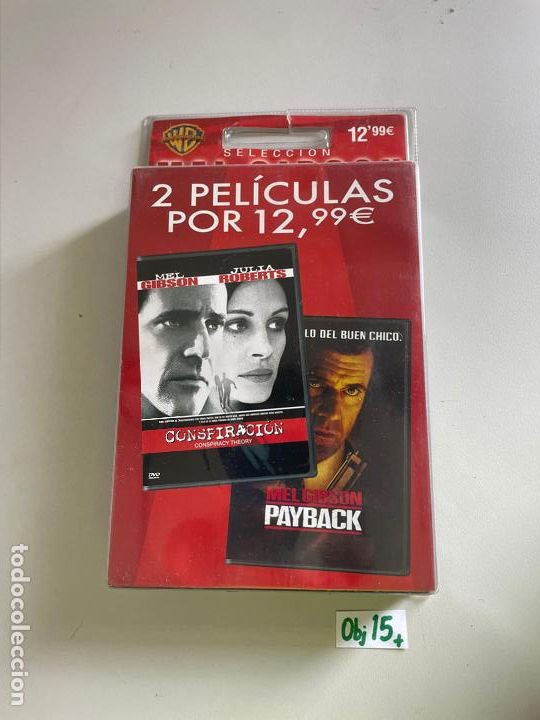 WB
12'99€
SELECCIÓN
2 PELÍCULAS
POR 12,99€
MEL
GIBSON
JULIA
ROBERTS
CONSPIRACIÓN
CONSPIRACY THEORY
DVD
LO DEL BUEN CHICO.
MEL GIBSON
PAYBACK
Obj 15+
todocoleccion